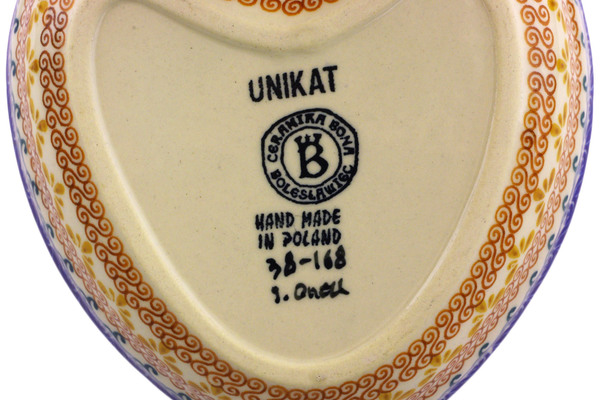 UNIKAT
CERAMIKA BONA
B
BOLESŁAWIEC
HAND MADE
IN POLAND
38-168